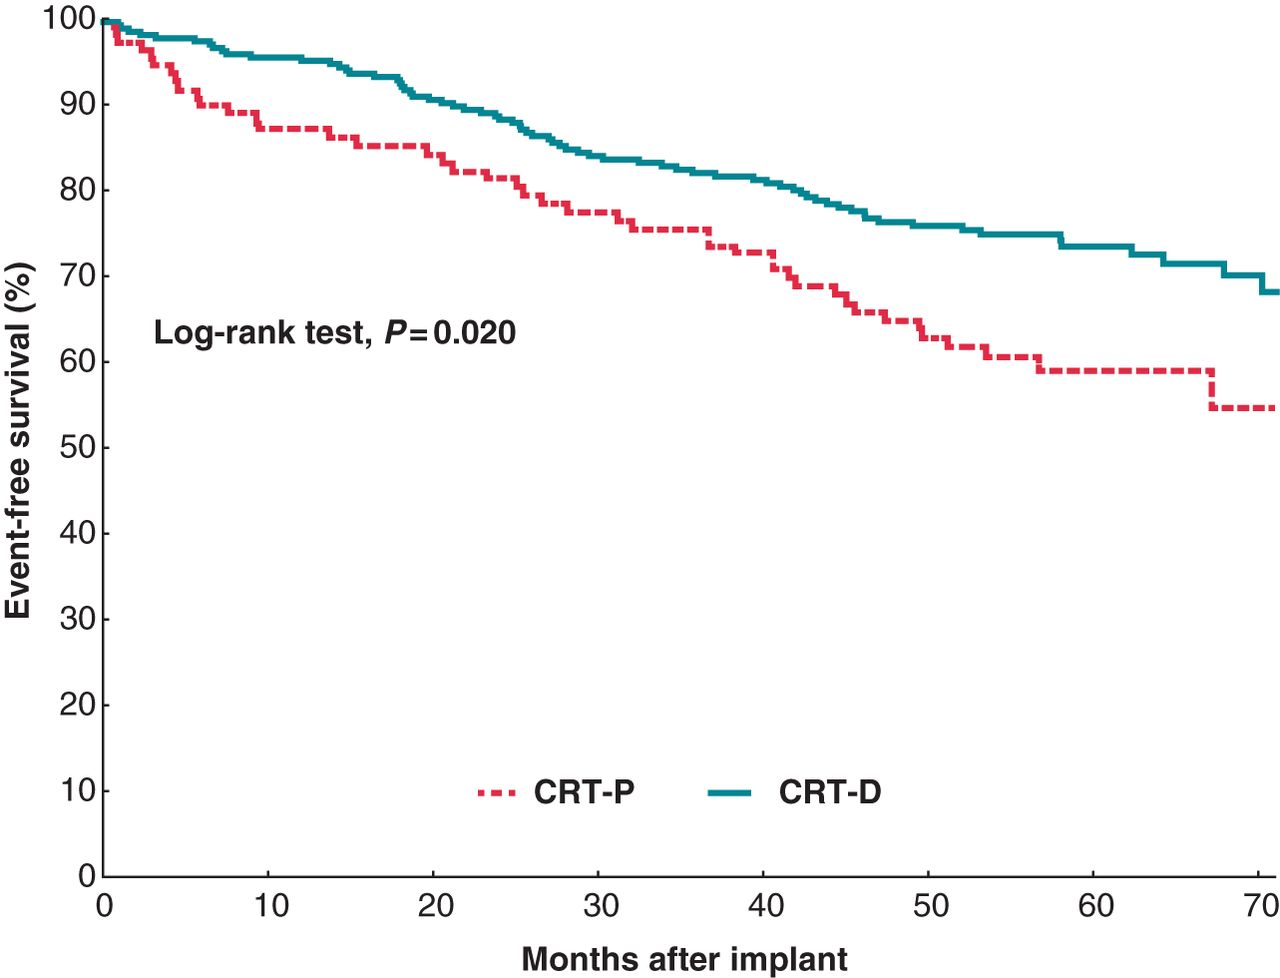 Event-free survival (%)
100
90
80
70
60
50
40
30
20
10
0
Log-rank test, P=0.020
CRT-P CRT-D
0 10 20 30 40 50 60 70
Months after implant